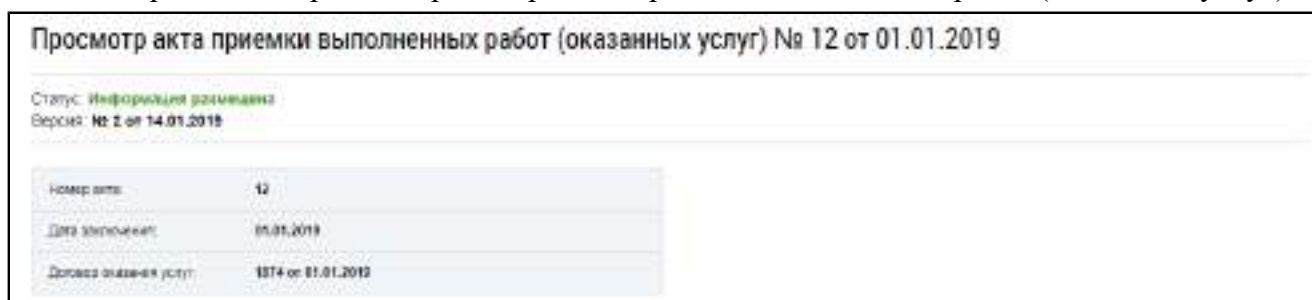 Просмотр акта приемки выполненных работ (оказанных услуг) № 12 от 01.01.2019
Статус: Информация размещена
Версия: № 2 от 14.01.2019
Номер акта: 12
Дата заключения: 01.01.2019
Договор оказания услуг: 1874 от 01.01.2019